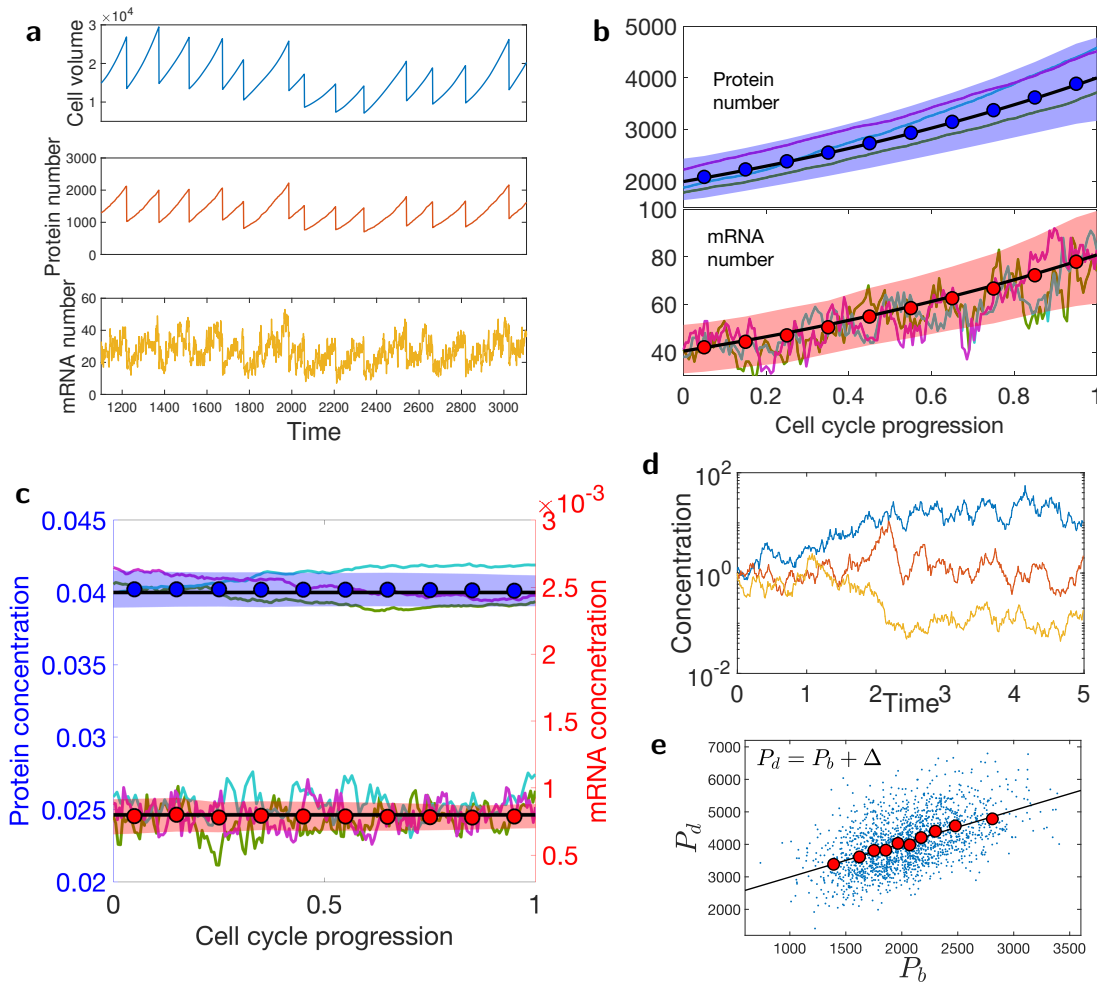 a
×10⁴
3
2
1
Cell volume
3000
2000
1000
0
Protein number
60
40
20
0
mRNA number
1200 1400 1600 1800 2000 2200 2400 2600 2800 3000
Time
b
5000
4000
3000
2000
Protein
number
100
80
60
40
mRNA
number
0 0.2 0.4 0.6 0.8 1
Cell cycle progression
c
×10⁻³
0.045
0.04
0.035
0.03
0.025
0.02
Protein concentration
3
2.5
2
1.5
1
0.5
mRNA concnetration
0 0.5 1
Cell cycle progression
d
10²
10⁰
10⁻²
Concentration
0 1 2 3 4 5
Time
e
P_d = P_b + Δ
7000
6000
5000
4000
3000
2000
P_d
1000 1500 2000 2500 3000 3500
P_b